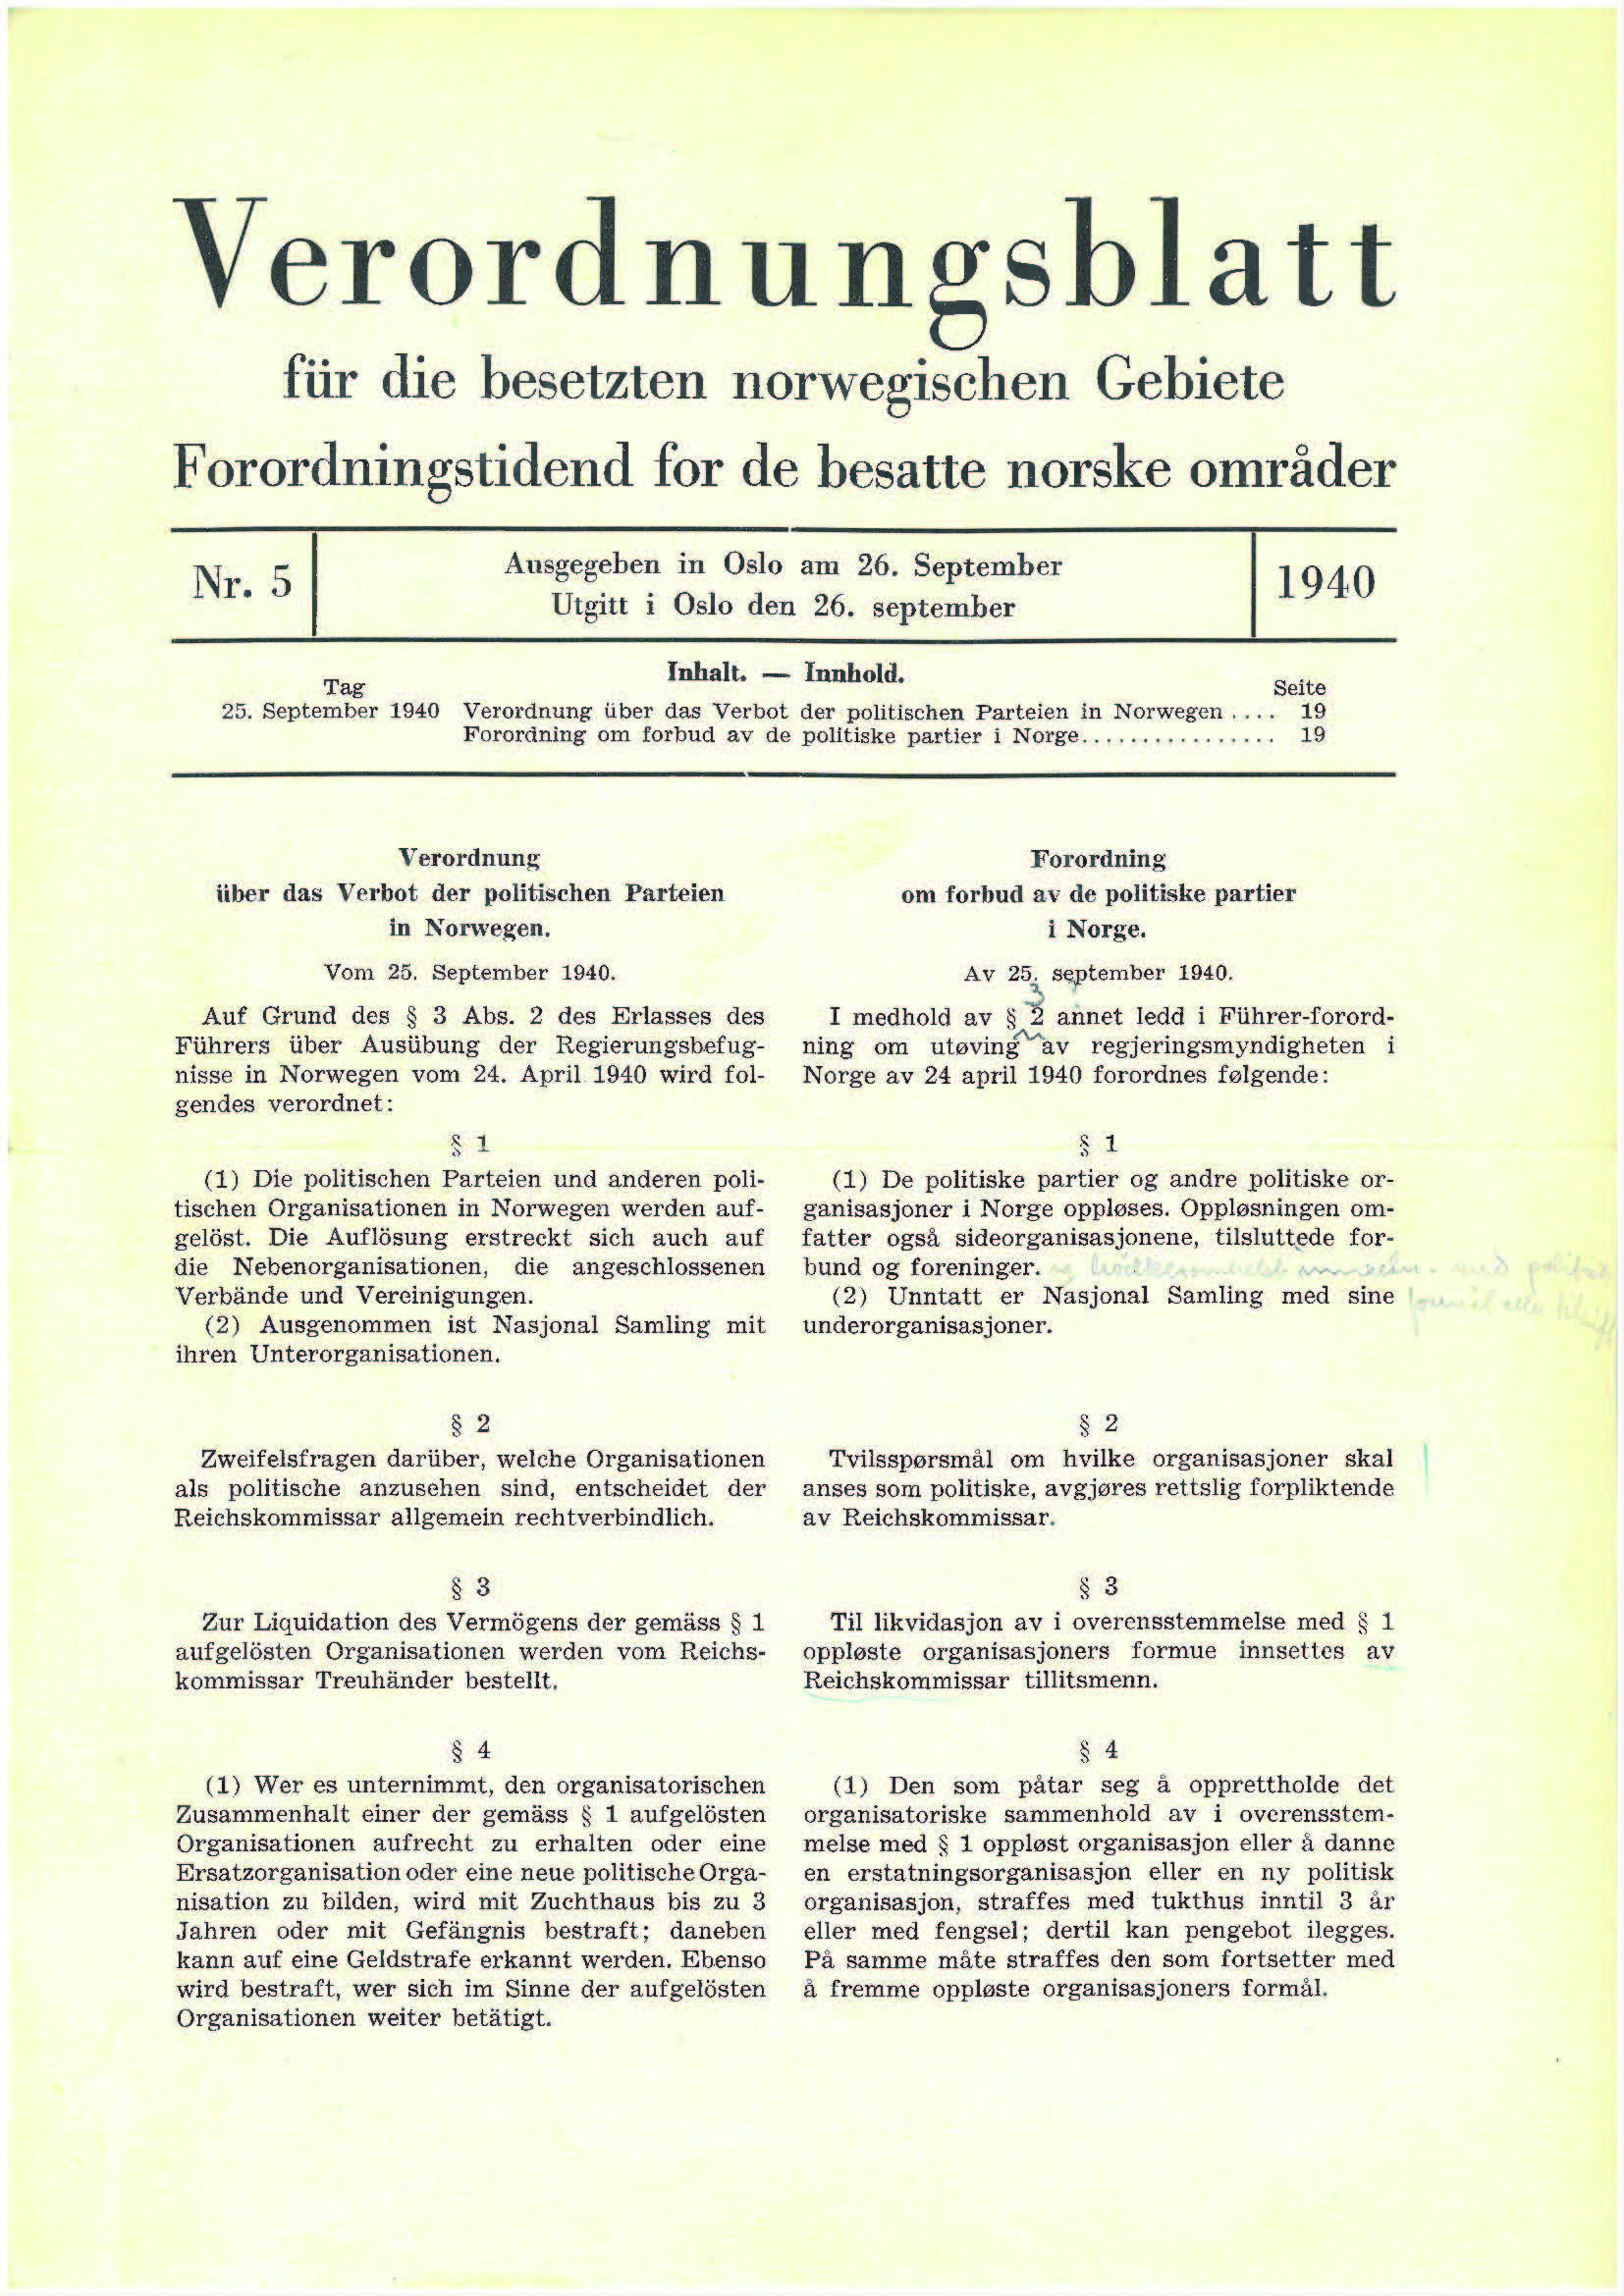 Verordnungsblatt
für die besetzten norwegischen Gebiete
Forordningstidend for de besatte norske områder
Nr. 5
Ausgegeben in Oslo am 26. September
Utgitt i Oslo den 26. september
1940
Inhalt. — Innhold.
Tag
Seite
25. September 1940 Verordnung über das Verbot der politischen Parteien in Norwegen .... 19
Forordning om forbud av de politiske partier i Norge................. 19
Verordnung
über das Verbot der politischen Parteien
in Norwegen.
Vom 25. September 1940.
Auf Grund des § 3 Abs. 2 des Erlasses des
Führers über Ausübung der Regierungsbefug-
nisse in Norwegen vom 24. April 1940 wird fol-
gendes verordnet:
§ 1
(1) Die politischen Parteien und anderen poli-
tischen Organisationen in Norwegen werden auf-
gelöst. Die Auflösung erstreckt sich auch auf
die Nebenorganisationen, die angeschlossenen
Verbände und Vereinigungen.
(2) Ausgenommen ist Nasjonal Samling mit
ihren Unterorganisationen.
§ 2
Zweifelsfragen darüber, welche Organisationen
als politische anzusehen sind, entscheidet der
Reichskommissar allgemein rechtverbindlich.
§ 3
Zur Liquidation des Vermögens der gemäss § 1
aufgelösten Organisationen werden vom Reichs-
kommissar Treuhänder bestellt.
§ 4
(1) Wer es unternimmt, den organisatorischen
Zusammenhalt einer der gemäss § 1 aufgelösten
Organisationen aufrecht zu erhalten oder eine
Ersatzorganisation oder eine neue politische Orga-
nisation zu bilden, wird mit Zuchthaus bis zu 3
Jahren oder mit Gefängnis bestraft; daneben
kann auf eine Geldstrafe erkannt werden. Ebenso
wird bestraft, wer sich im Sinne der aufgelösten
Organisationen weiter betätigt.
Forordning
om forbud av de politiske partier
i Norge.
Av 25. september 1940.
3
I medhold av § 2 annet ledd i Führer-forord-
ning om utøving av regjeringsmyndigheten i
Norge av 24 april 1940 forordnes følgende:
§ 1
(1) De politiske partier og andre politiske or-
ganisasjoner i Norge oppløses. Oppløsningen om-
fatter også sideorganisasjonene, tilsluttede for-
bund og foreninger. med
(2) Unntatt er Nasjonal Samling med sine
underorganisasjoner.
§ 2
Tvilsspørsmål om hvilke organisasjoner skal
anses som politiske, avgjøres rettslig forpliktende
av Reichskommissar.
§ 3
Til likvidasjon av i overensstemmelse med § 1
oppløste organisasjoners formue innsettes av
Reichskommissar tillitsmenn.
§ 4
(1) Den som påtar seg å opprettholde det
organisatoriske sammenhold av i overensstem-
melse med § 1 oppløst organisasjon eller å danne
en erstatningsorganisasjon eller en ny politisk
organisasjon, straffes med tukthus inntil 3 år
eller med fengsel; dertil kan pengebot ilegges.
På samme måte straffes den som fortsetter med
å fremme oppløste organisasjoners formål.